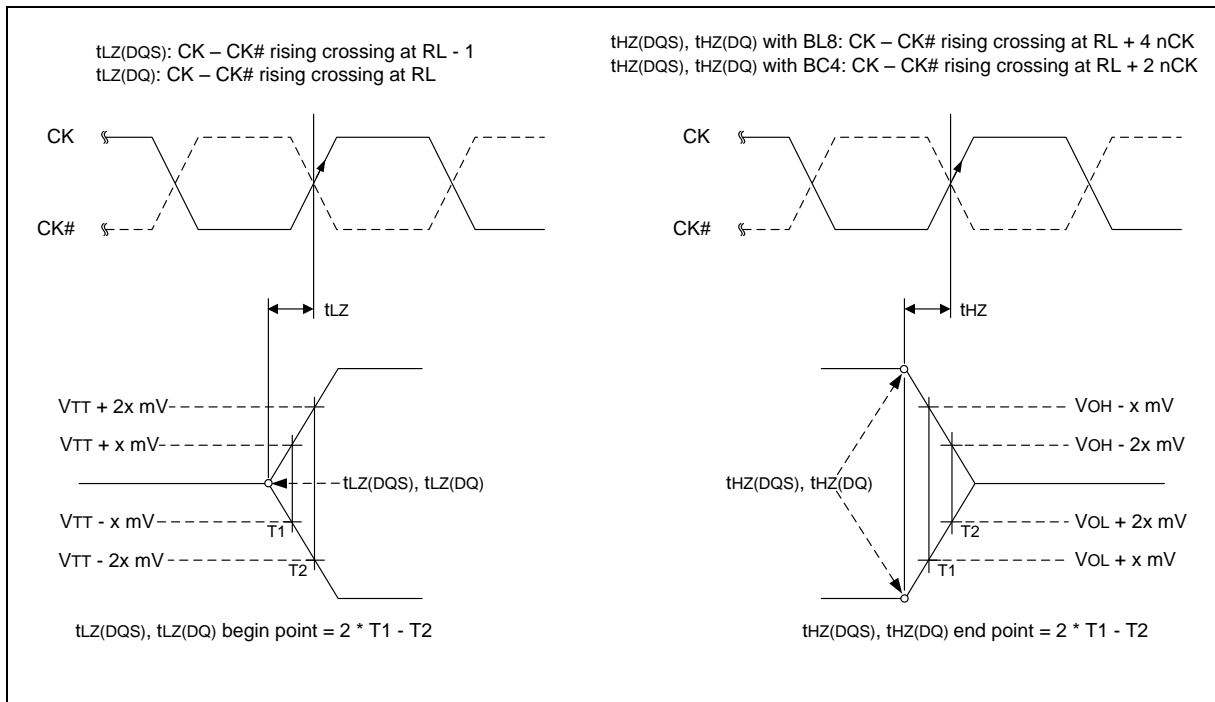 tLZ(DQS): CK – CK# rising crossing at RL - 1
tLZ(DQ): CK – CK# rising crossing at RL
CK
CK#
tLZ
VTT + 2x mV
VTT + x mV
tLZ(DQS), tLZ(DQ)
VTT - x mV
T1
VTT - 2x mV
T2
tLZ(DQS), tLZ(DQ) begin point = 2 * T1 - T2
tHZ(DQS), tHZ(DQ) with BL8: CK – CK# rising crossing at RL + 4 nCK
tHZ(DQS), tHZ(DQ) with BC4: CK – CK# rising crossing at RL + 2 nCK
CK
CK#
tHZ
VOH - x mV
VOH - 2x mV
tHZ(DQS), tHZ(DQ)
VOL + 2x mV
T2
VOL + x mV
T1
tHZ(DQS), tHZ(DQ) end point = 2 * T1 - T2